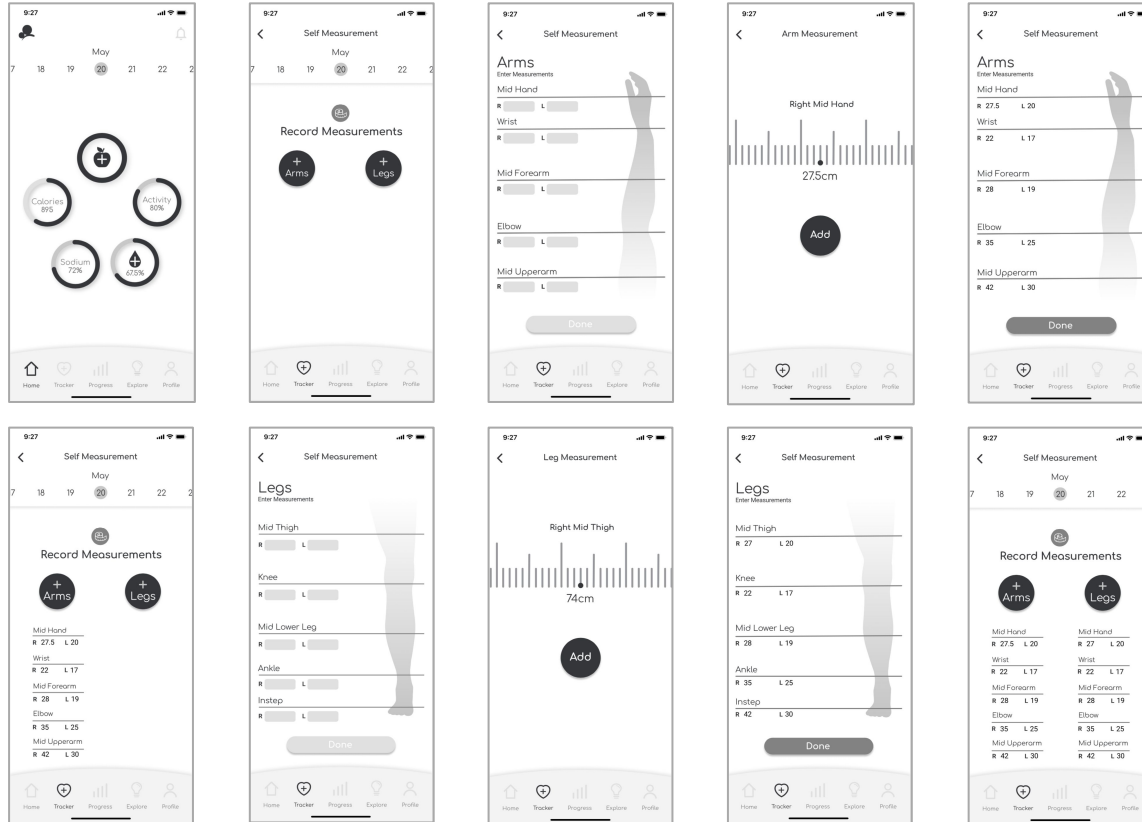 9:27
May
7 18 19 20 21 22 2
Calories
895
Activity
80%
Sodium
72%
67.5%
Home Tracker Progress Explore Profile
9:27
Self Measurement
May
7 18 19 20 21 22 2
Record Measurements
+ Arms
+ Legs
Home Tracker Progress Explore Profile
9:27
Self Measurement
Arms
Enter Measurements
Mid Hand
R L
Wrist
R L
Mid Forearm
R L
Elbow
R L
Mid Upperarm
R L
Done
Home Tracker Progress Explore Profile
9:27
Arm Measurement
Right Mid Hand
27.5cm
Add
Home Tracker Progress Explore Profile
9:27
Self Measurement
Arms
Enter Measurements
Mid Hand
R 27.5 L 20
Wrist
R 22 L 17
Mid Forearm
R 28 L 19
Elbow
R 35 L 25
Mid Upperarm
R 42 L 30
Done
Home Tracker Progress Explore Profile
9:27
Self Measurement
May
7 18 19 20 21 22 2
Record Measurements
+ Arms
+ Legs
Mid Hand
R 27.5 L 20
Wrist
R 22 L 17
Mid Forearm
R 28 L 19
Elbow
R 35 L 25
Mid Upperarm
R 42 L 30
Home Tracker Progress Explore Profile
9:27
Self Measurement
Legs
Enter Measurements
Mid Thigh
R L
Knee
R L
Mid Lower Leg
R L
Ankle
R L
Instep
R L
Done
Home Tracker Progress Explore Profile
9:27
Leg Measurement
Right Mid Thigh
74cm
Add
Home Tracker Progress Explore Profile
9:27
Self Measurement
Legs
Enter Measurements
Mid Thigh
R 27 L 20
Knee
R 22 L 17
Mid Lower Leg
R 28 L 19
Ankle
R 35 L 25
Instep
R 42 L 30
Done
Home Tracker Progress Explore Profile
9:27
Self Measurement
May
7 18 19 20 21 22
Record Measurements
+ Arms
+ Legs
Mid Hand Mid Hand
R 27.5 L 20 R 27 L 20
Wrist Wrist
R 22 L 17 R 22 L 17
Mid Forearm Mid Forearm
R 28 L 19 R 28 L 19
Elbow Elbow
R 35 L 25 R 35 L 25
Mid Upperarm Mid Upperarm
R 42 L 30 R 42 L 30
Home Tracker Progress Explore Profile